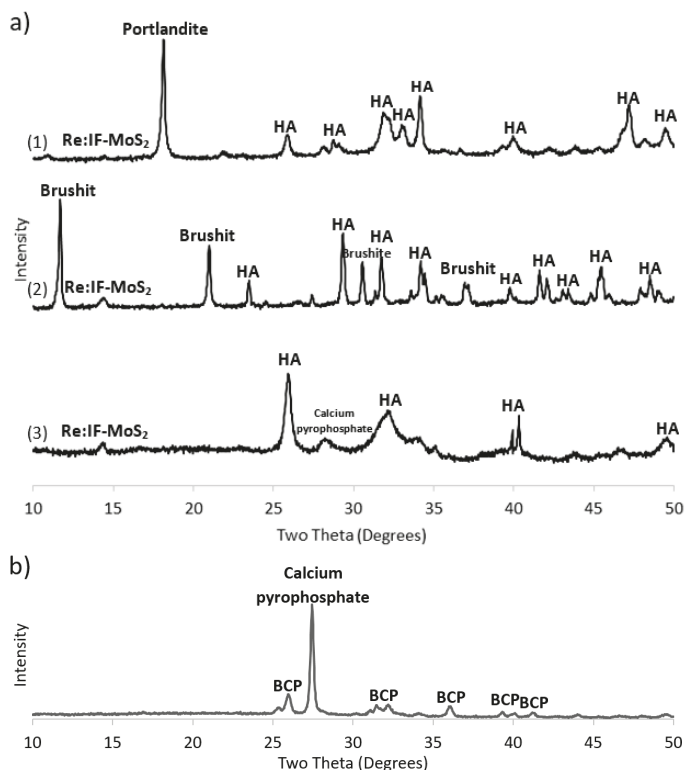 a)
Portlandite
HA
HA
HA
HA
HA
HA
HA
HA
(1) Re:IF-MoS2
Intensity
Brushit
Brushit
HA
HA
Brushite
HA
HA
Brushit
HA
HA
HA
HA
HA
(2) Re:IF-MoS2
HA
Calcium
pyrophosphate
HA
HA
HA
(3) Re:IF-MoS2
10 15 20 25 30 35 40 45 50
Two Theta (Degrees)
b)
Calcium
pyrophosphate
Intensity
BCP
BCP
BCP
BCP
BCP
10 15 20 25 30 35 40 45 50
Two Theta (Degrees)